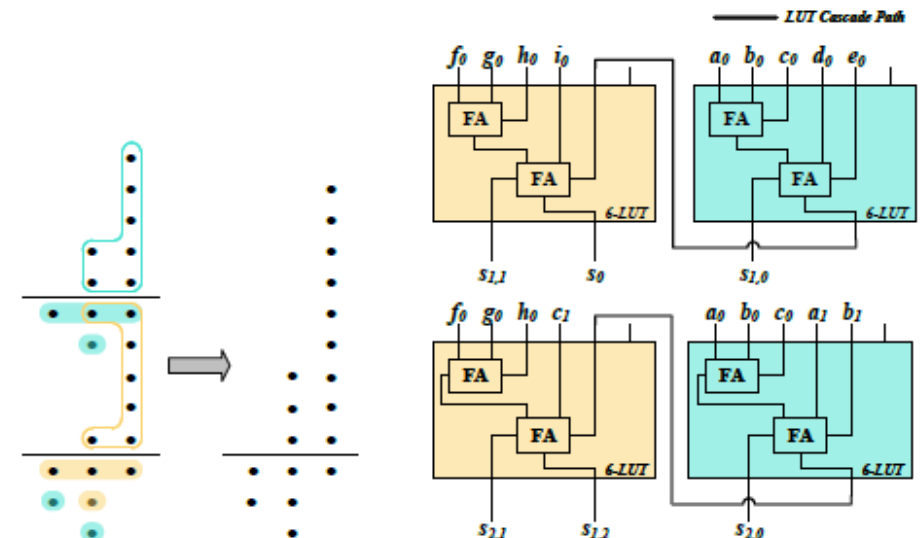 LUT Cascade Path
f0 g0 h0 i0
a0 b0 c0 d0 e0
FA
FA
FA
FA
6-LUT
6-LUT
s1,1
s0
s1,0
f0 g0 h0 c1
a0 b0 c0 a1 b1
FA
FA
FA
FA
6-LUT
6-LUT
s2,1
s1,2
s2,0